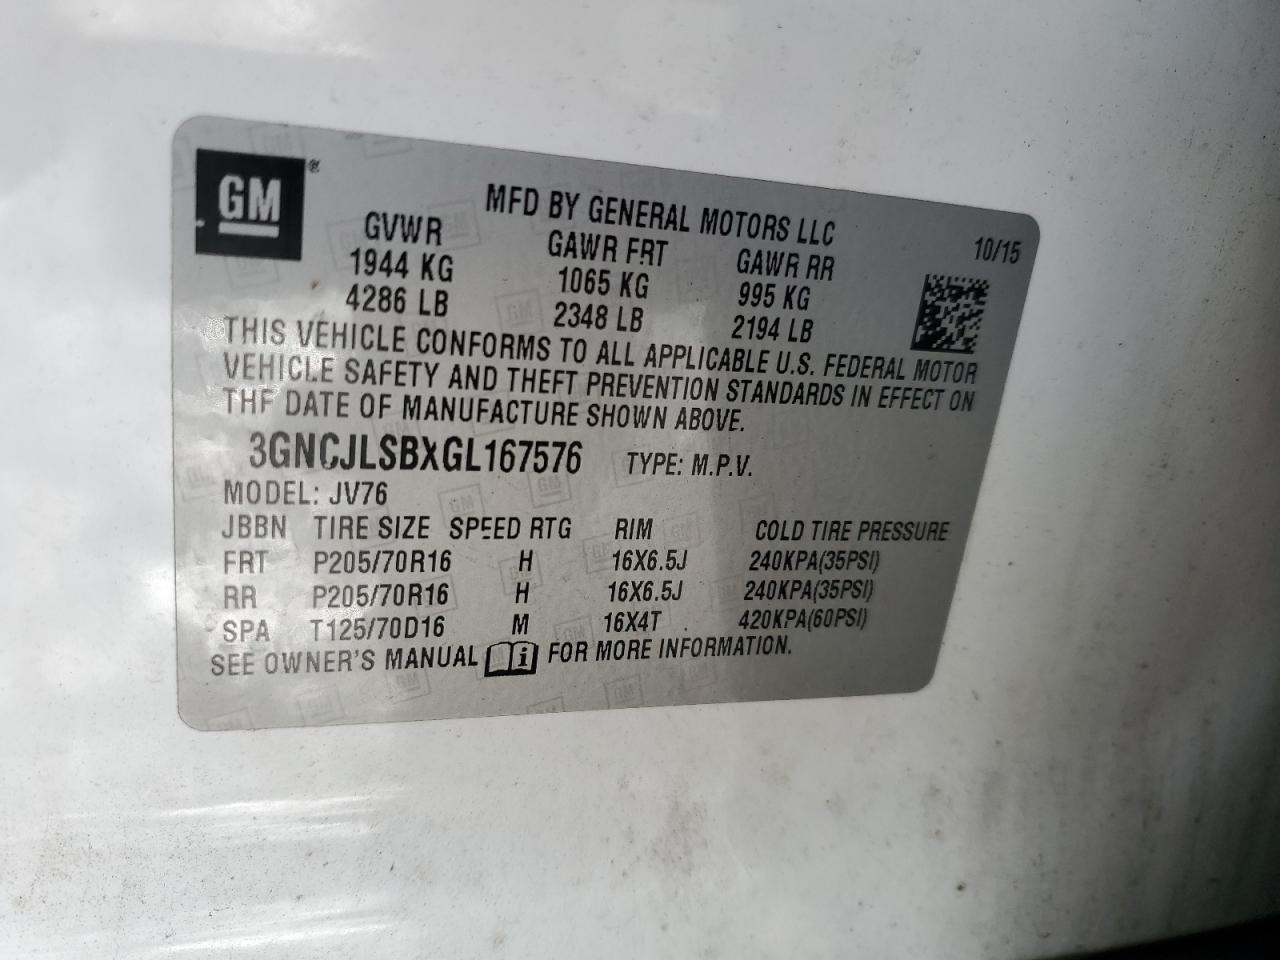 GM ®
MFD BY GENERAL MOTORS LLC
10/15
GVWR GAWR FRT GAWR RR
1944 KG 1065 KG 995 KG
4286 LB 2348 LB 2194 LB
THIS VEHICLE CONFORMS TO ALL APPLICABLE U.S. FEDERAL MOTOR
VEHICLE SAFETY AND THEFT PREVENTION STANDARDS IN EFFECT ON
THE DATE OF MANUFACTURE SHOWN ABOVE.
3GNCJLSBXGL167576 TYPE: M.P.V.
MODEL: JV76
JBBN TIRE SIZE SPEED RTG RIM COLD TIRE PRESSURE
FRT P205/70R16 H 16X6.5J 240KPA(35PSI)
RR P205/70R16 H 16X6.5J 240KPA(35PSI)
SPA T125/70D16 M 16X4T 420KPA(60PSI)
SEE OWNER'S MANUAL i FOR MORE INFORMATION.